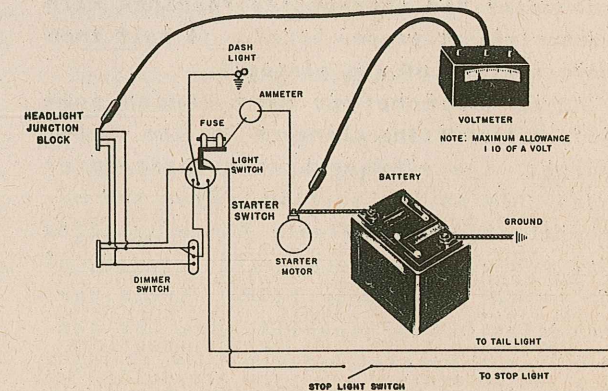 DASH
LIGHT
AMMETER
FUSE
HEADLIGHT
JUNCTION
BLOCK
LIGHT
SWITCH
VOLTMETER
NOTE: MAXIMUM ALLOWANCE
1 10 OF A VOLT
BATTERY
STARTER
SWITCH
GROUND
STARTER
MOTOR
DIMMER
SWITCH
TO TAIL LIGHT
TO STOP LIGHT
STOP LIGHT SWITCH